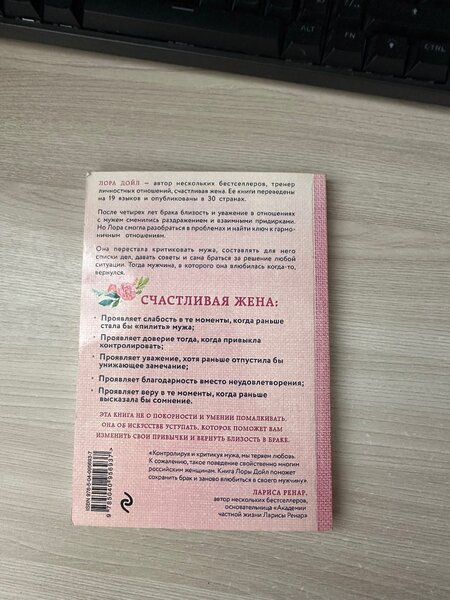 ALT
FN
CTRL
ЛОРА ДОЙЛ — автор нескольких бестселлеров, тренер
личностных отношений, счастливая жена. Ее книги переведены
на 19 языков и опубликованы в 30 странах.
После четырех лет брака близость и уважение в отношениях
с мужем сменились раздражением и взаимными придирками.
Но Лора смогла разобраться в проблемах и найти ключ к гармо-
ничным отношениям.
Она перестала критиковать мужа, составлять для него
списки дел, давать советы и сама браться за решение любой
ситуации. Тогда мужчина, в которого она влюбилась когда-то,
вернулся.
СЧАСТЛИВАЯ ЖЕНА:
· Проявляет слабость в те моменты, когда раньше
стала бы «пилить» мужа;
· Проявляет доверие тогда, когда привыкла
контролировать;
· Проявляет уважение, хотя раньше отпустила бы
унижающее замечание;
· Проявляет благодарность вместо неудовлетворения;
· Проявляет веру в те моменты, когда раньше
высказала бы сомнение.
ЭТА КНИГА НЕ О ПОКОРНОСТИ И УМЕНИИ ПОМАЛКИВАТЬ.
ОНА ОБ ИСКУССТВЕ УСТУПАТЬ, КОТОРОЕ ПОМОЖЕТ ВАМ
ИЗМЕНИТЬ СВОИ ПРИВЫЧКИ И ВЕРНУТЬ БЛИЗОСТЬ В БРАКЕ.
«Контролируя и критикуя мужа, мы теряем любовь.
К сожалению, такое поведение свойственно многим
российским женщинам. Книга Лоры Дойл поможет
сохранить брак и заново влюбиться в своего мужчину».
ЛАРИСА РЕНАР,
автор нескольких бестселлеров,
основательница «Академии
частной жизни Ларисы Ренар»